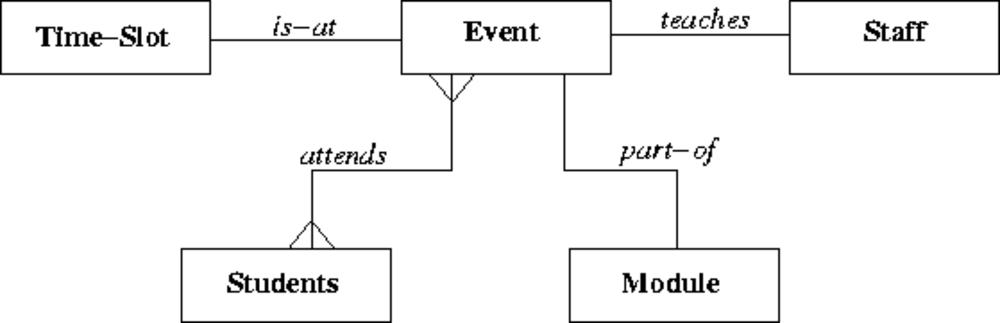 Time-Slot
is-at
Event
teaches
Staff
attends
part-of
Students
Module